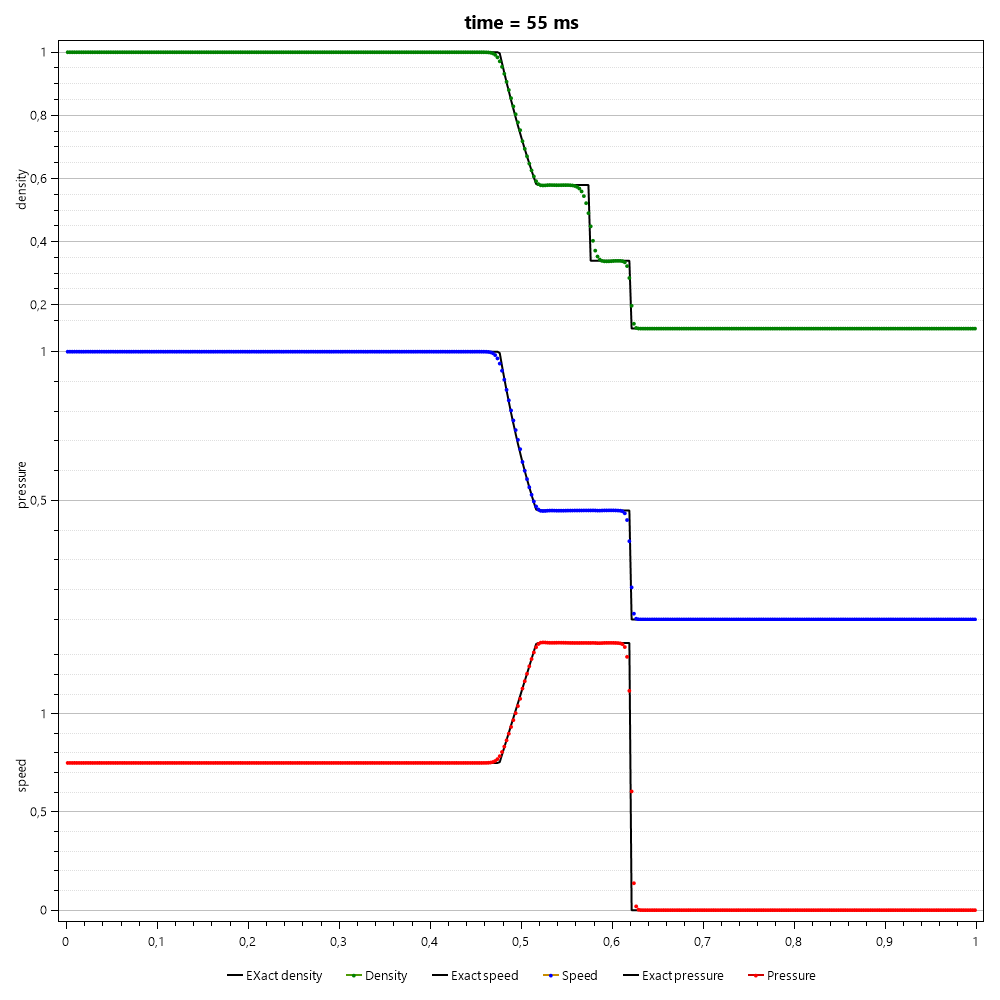 time = 55 ms
1
0,8
0,6
0,4
0,2
density
1
0,5
pressure
1
0,5
0
speed
0 0,1 0,2 0,3 0,4 0,5 0,6 0,7 0,8 0,9 1
EXact density Density Exact speed Speed Exact pressure Pressure